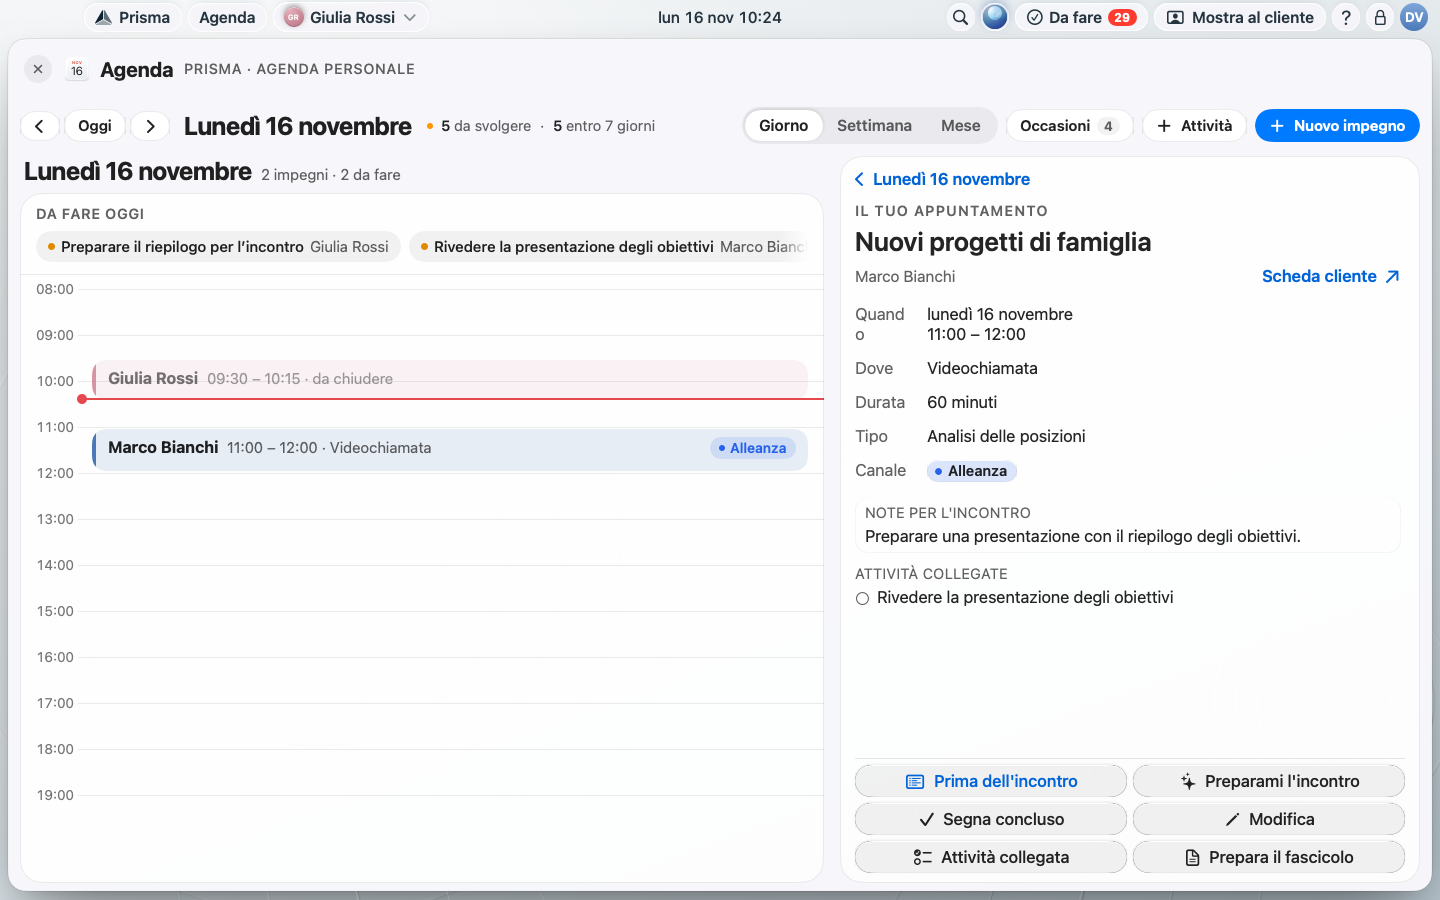 Prisma
Agenda
GR Giulia Rossi
lun 16 nov 10:24
Da fare 29
Mostra al cliente
?
DV
NOV 16
Agenda PRISMA · AGENDA PERSONALE
Oggi
Lunedì 16 novembre
5 da svolgere · 5 entro 7 giorni
Giorno Settimana Mese
Occasioni 4
+ Attività
+ Nuovo impegno
Lunedì 16 novembre 2 impegni · 2 da fare
DA FARE OGGI
Preparare il riepilogo per l'incontro Giulia Rossi
Rivedere la presentazione degli obiettivi Marco Bianc
08:00
09:00
Giulia Rossi 09:30 – 10:15 · da chiudere
10:00
11:00
Marco Bianchi 11:00 – 12:00 · Videochiamata Alleanza
12:00
13:00
14:00
15:00
16:00
17:00
18:00
19:00
Lunedì 16 novembre
IL TUO APPUNTAMENTO
Nuovi progetti di famiglia
Marco Bianchi
Scheda cliente
Quando lunedì 16 novembre
11:00 – 12:00
Dove Videochiamata
Durata 60 minuti
Tipo Analisi delle posizioni
Canale Alleanza
NOTE PER L'INCONTRO
Preparare una presentazione con il riepilogo degli obiettivi.
ATTIVITÀ COLLEGATE
Rivedere la presentazione degli obiettivi
Prima dell'incontro
Preparami l'incontro
Segna concluso
Modifica
Attività collegata
Prepara il fascicolo